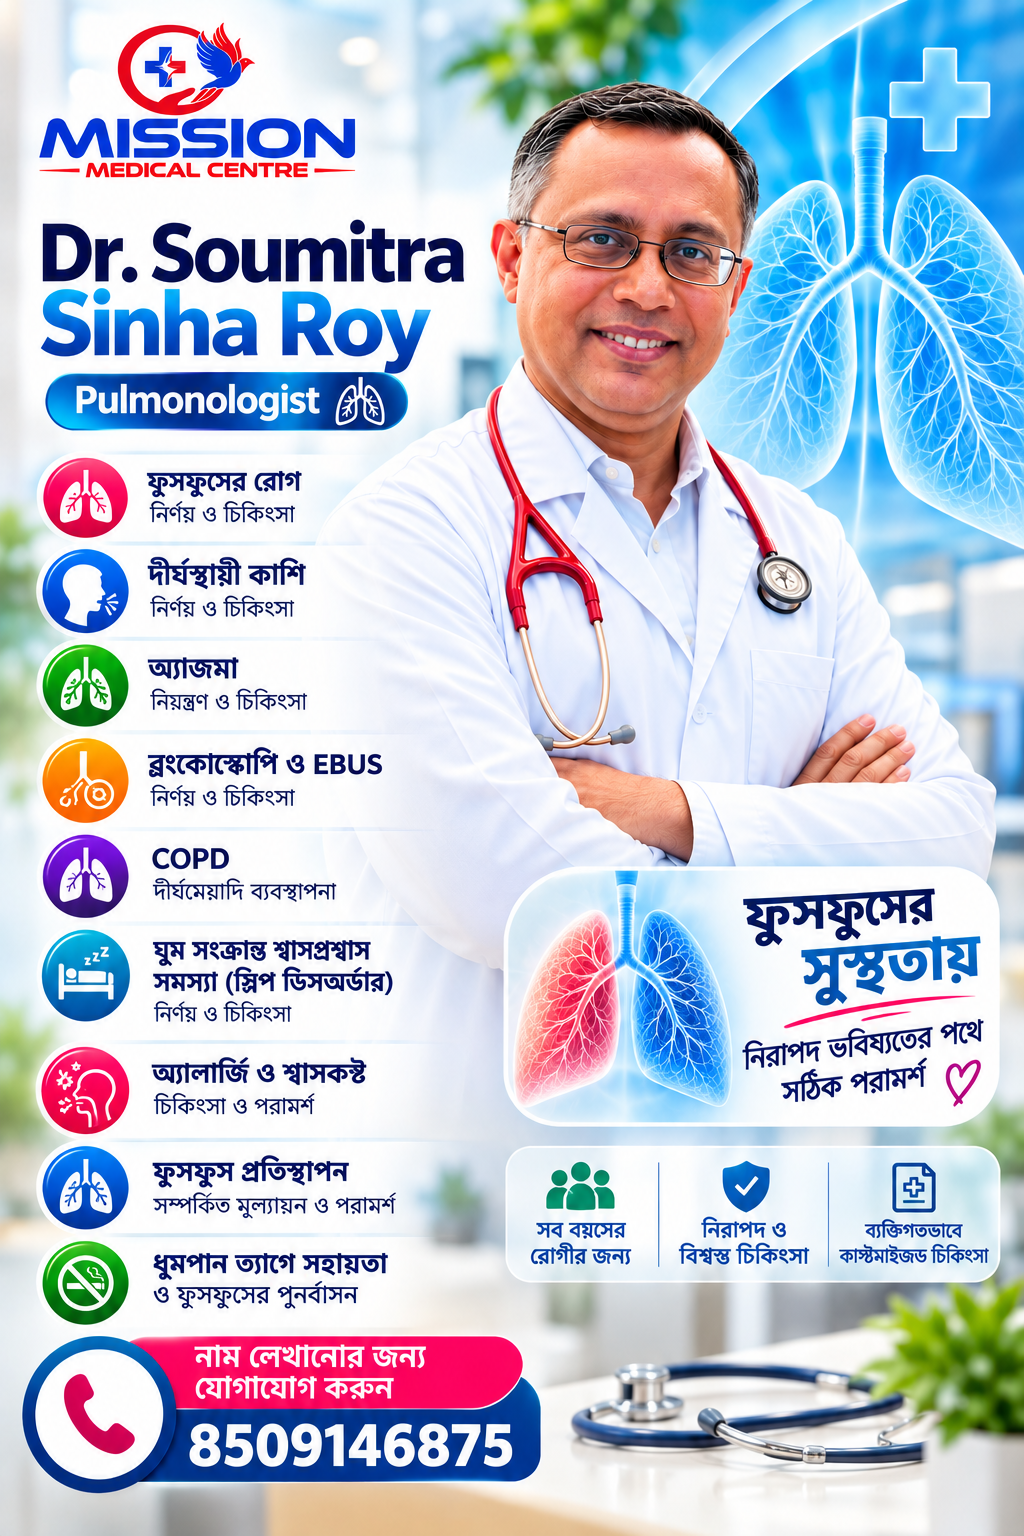 MISSION
MEDICAL CENTRE
Dr. Soumitra
Sinha Roy
Pulmonologist
ফুসফুসের রোগ
নির্ণয় ও চিকিৎসা
দীর্ঘস্থায়ী কাশি
নির্ণয় ও চিকিৎসা
অ্যাজমা
নিয়ন্ত্রণ ও চিকিৎসা
ব্রংকোস্কোপি ও EBUS
নির্ণয় ও চিকিৎসা
COPD
দীর্ঘমেয়াদি ব্যবস্থাপনা
ঘুম সংক্রান্ত শ্বাসপ্রশ্বাস
সমস্যা (স্লিপ ডিসঅর্ডার)
নির্ণয় ও চিকিৎসা
অ্যালার্জি ও শ্বাসকষ্ট
চিকিৎসা ও পরামর্শ
ফুসফুস প্রতিস্থাপন
সম্পর্কিত মূল্যায়ন ও পরামর্শ
ধূমপান ত্যাগে সহায়তা
ও ফুসফুসের পুনর্বাসন
ফুসফুসের
সুস্থতায়
নিরাপদ ভবিষ্যতের পথে
সঠিক পরামর্শ
সব বয়সের
রোগীর জন্য
নিরাপদ ও
বিশ্বস্ত চিকিৎসা
ব্যক্তিগতভাবে
কাস্টমাইজড চিকিৎসা
নাম লেখানোর জন্য
যোগাযোগ করুন
8509146875